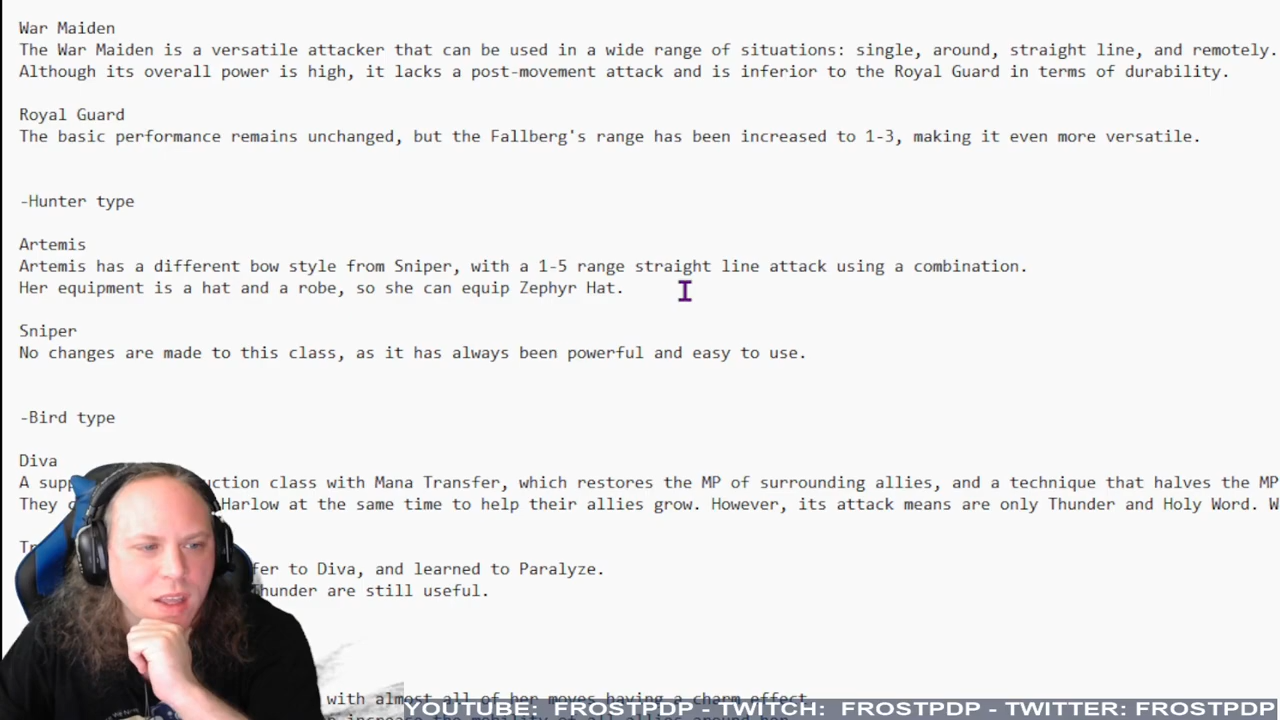 War Maiden
The War Maiden is a versatile attacker that can be used in a wide range of situations: single, around, straight line, and remotely.
Although its overall power is high, it lacks a post-movement attack and is inferior to the Royal Guard in terms of durability.
Royal Guard
The basic performance remains unchanged, but the Fallberg's range has been increased to 1-3, making it even more versatile.
-Hunter type
Artemis
Artemis has a different bow style from Sniper, with a 1-5 range straight line attack using a combination.
Her equipment is a hat and a robe, so she can equip Zephyr Hat.
Sniper
No changes are made to this class, as it has always been powerful and easy to use.
-Bird type
Diva
A class with Mana Transfer, which restores the MP of surrounding allies, and a technique that halves the MP
They Harlow at the same time to help their allies grow. However, its attack means are only Thunder and Holy Word.
to Diva, and learned to Paralyze.
Thunder are still useful.
with almost all of her moves having a charm effect
increase the mobility of all allies around her
YOUTUBE: FROSTPDP - TWITCH: FROSTPDP - TWITTER: FROSTPDP